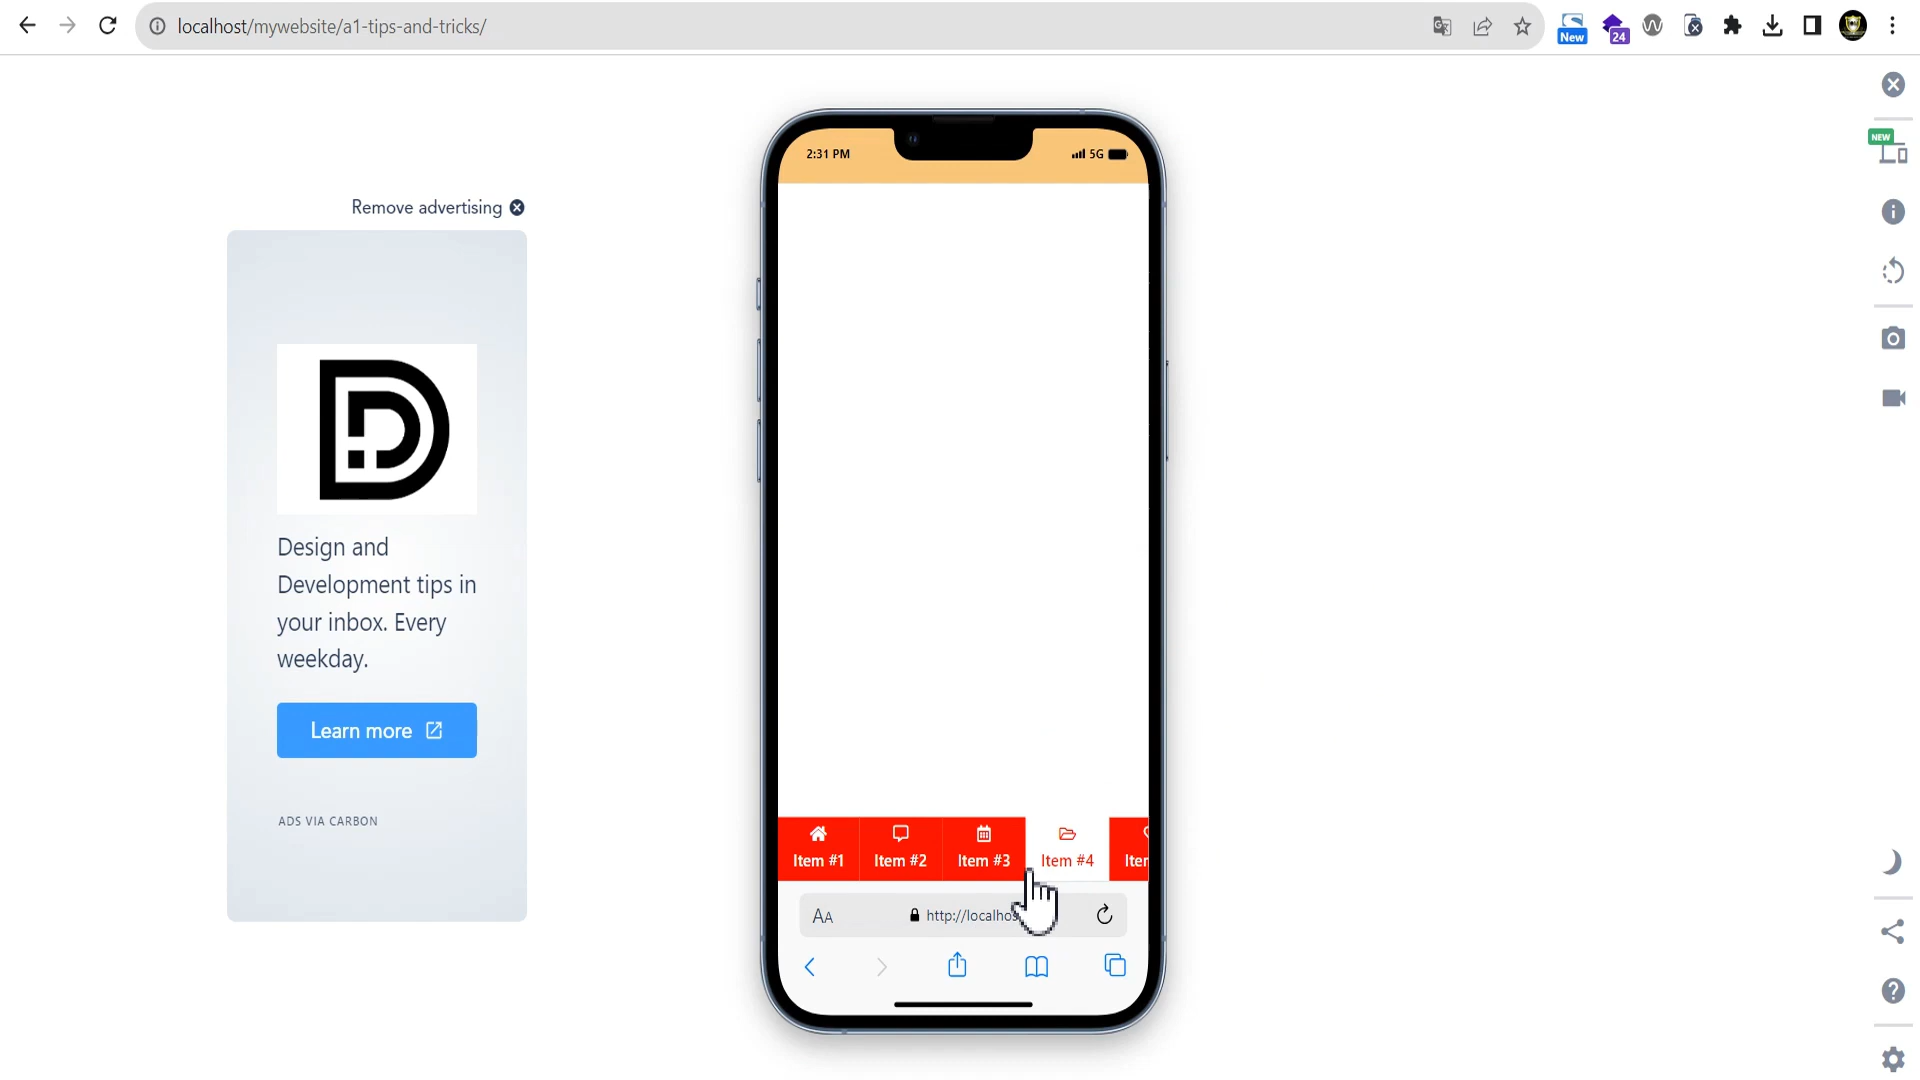 localhost/mywebsite/a1-tips-and-tricks/
New
24
NEW
Remove advertising
Design and
Development tips in
your inbox. Every
weekday.
Learn more
ADS VIA CARBON
2:31 PM
5G
Item #1
Item #2
Item #3
Item #4
Iter
AA
http://localhos